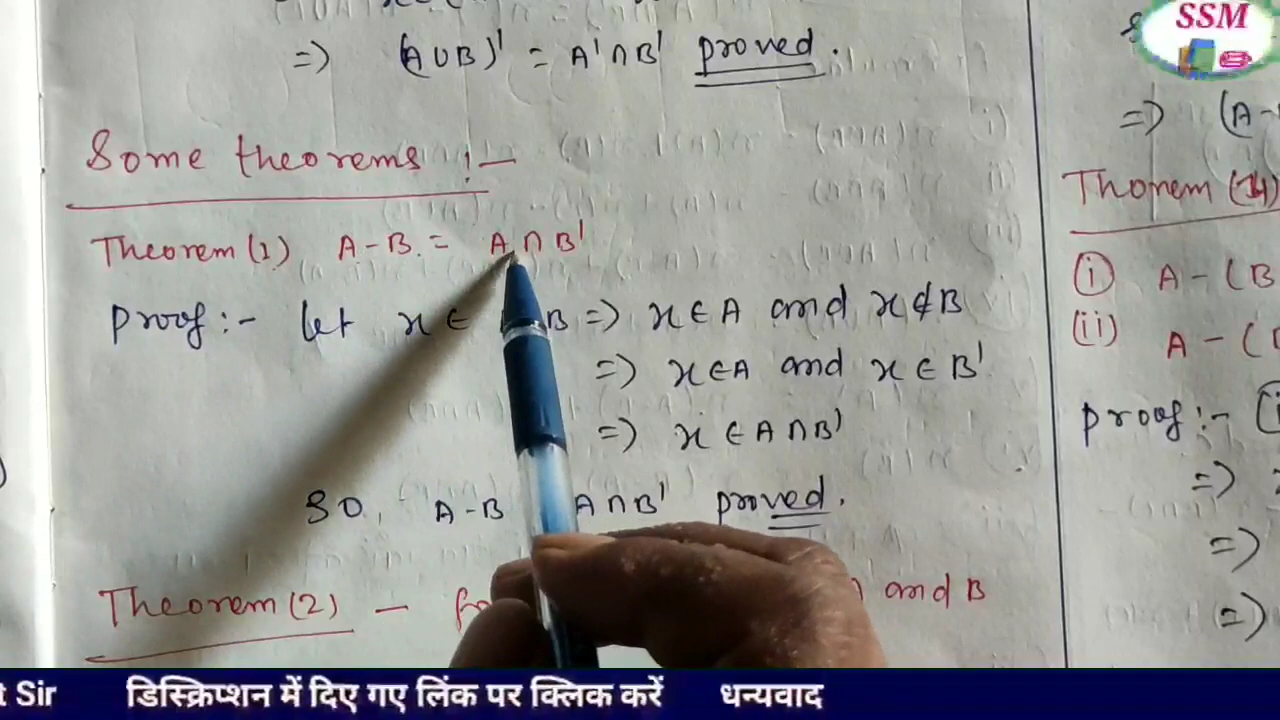 => (A∪B)' = A'∩B' proved.
Some theorems :-
Theorem (1) A-B = A∩B'
Proof :- let x ∈ B => x∈A and x∉B
=> x∈A and x∈B'
=> x∈A∩B'
So, A-B A∩B' proved.
Theorem (2) - and B
SSM
=> (A-
Thorem
(i) A-(B
(ii) A-(
Proof :- (i
=>
=>
=>
t Sir डिस्क्रिप्शन में दिए गए लिंक पर क्लिक करें धन्यवाद